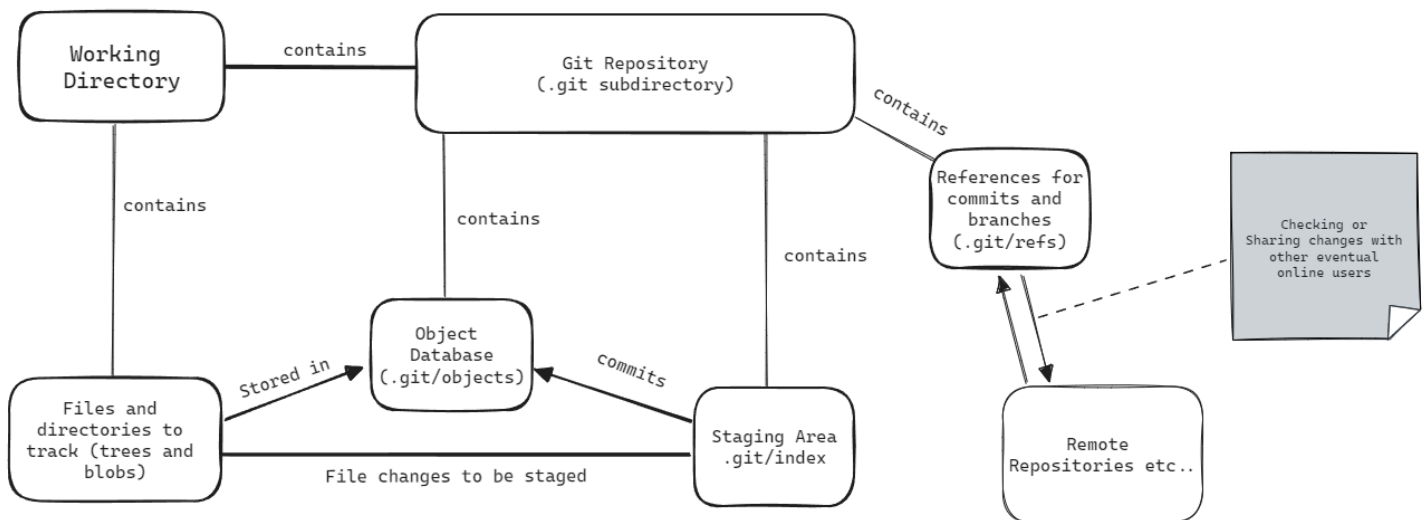 Working
Directory
contains
Git Repository
(.git subdirectory)
contains
References for
commits and
branches
(.git/refs)
Checking or
Sharing changes with
other eventual
online users
contains
contains
contains
Object
Database
(.git/objects)
Stored in
commits
Files and
directories to
track (trees and
blobs)
File changes to be staged
Staging Area
.git/index
Remote
Repositories etc..